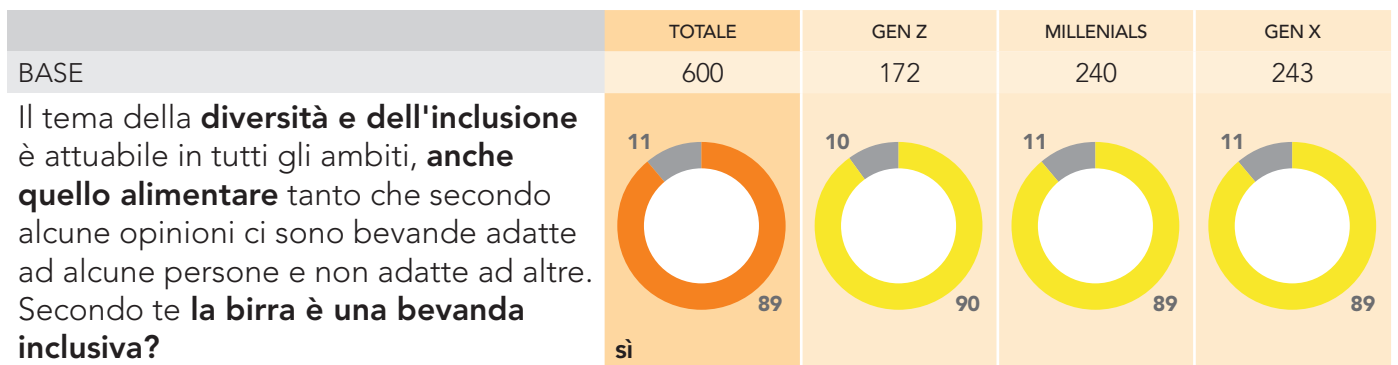 TOTALE GEN Z MILLENIALS GEN X
BASE 600 172 240 243
Il tema della diversità e dell'inclusione
è attuabile in tutti gli ambiti, anche
quello alimentare tanto che secondo
alcune opinioni ci sono bevande adatte
ad alcune persone e non adatte ad altre.
Secondo te la birra è una bevanda
inclusiva?
11 10 11 11
89 90 89 89
sì